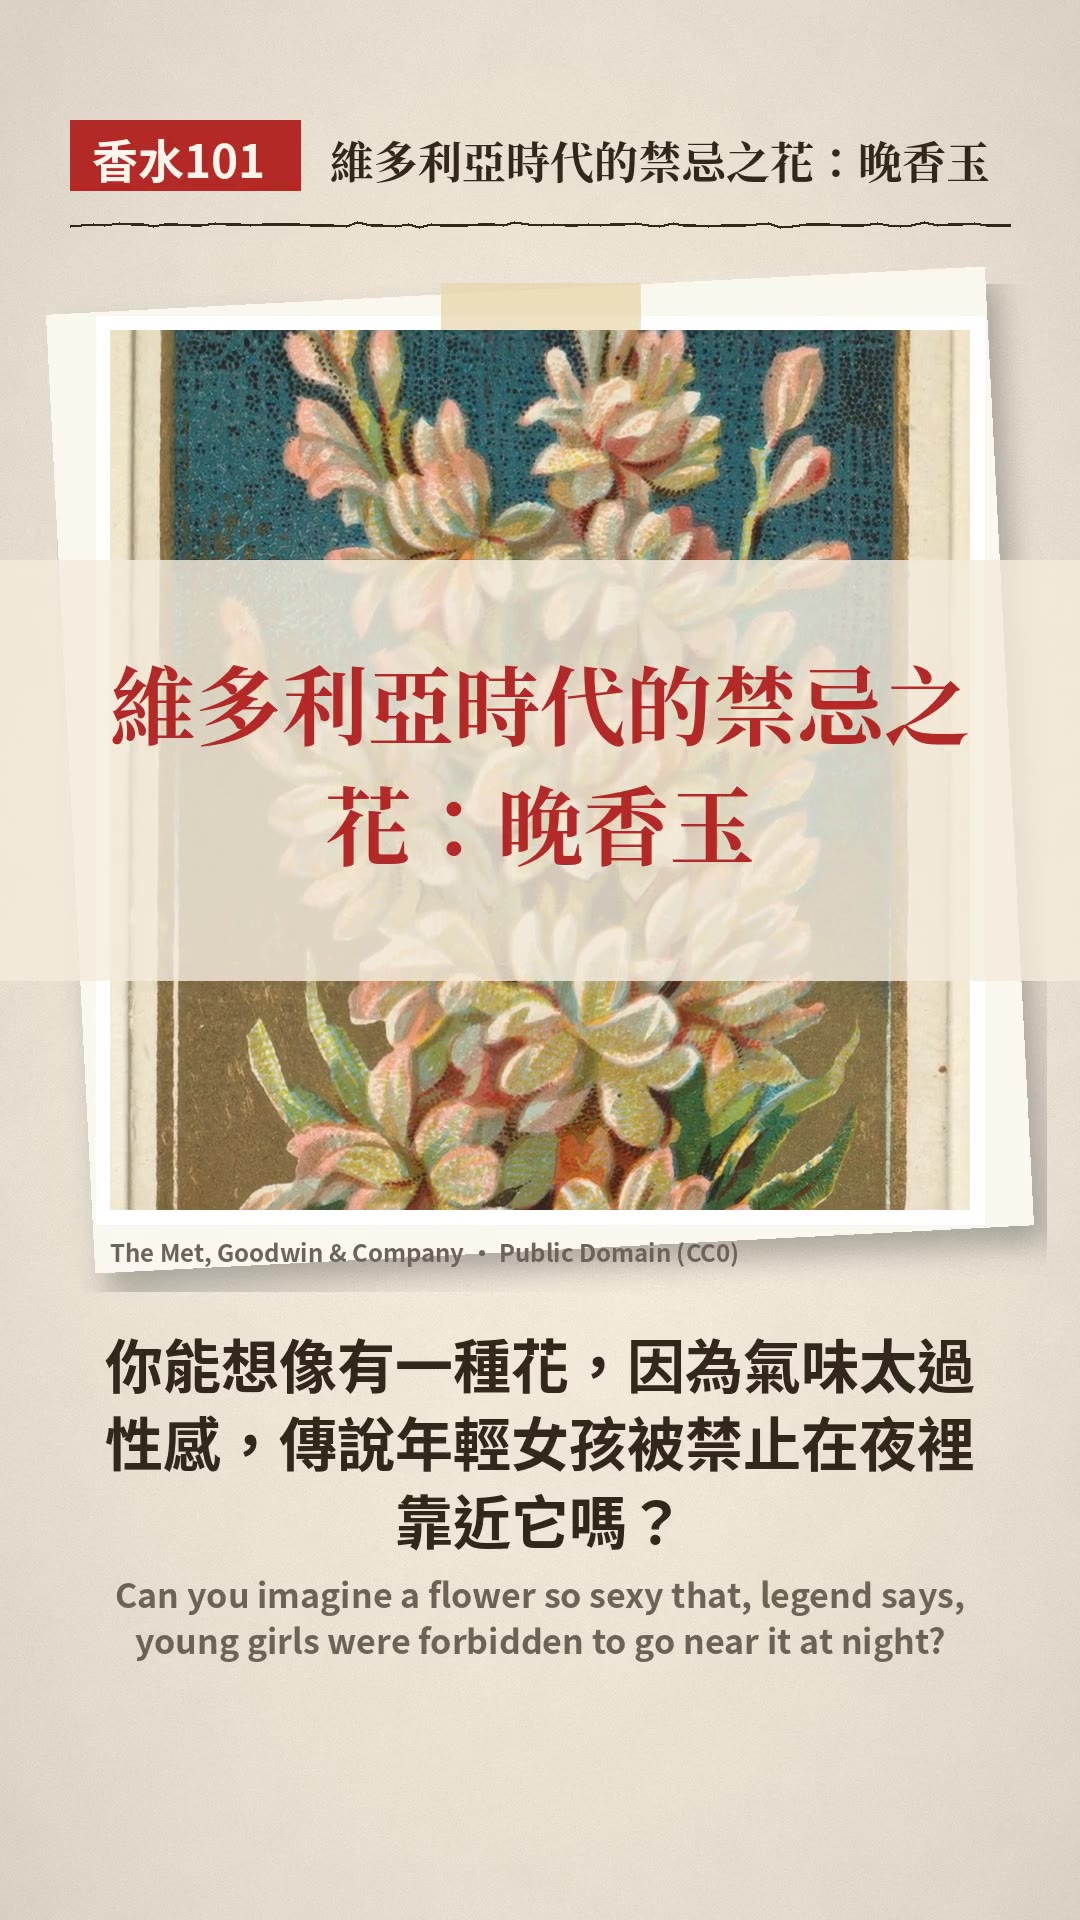 香水101
維多利亞時代的禁忌之花：晚香玉
維多利亞時代的禁忌之
花：晚香玉
The Met, Goodwin & Company • Public Domain (CC0)
你能想像有一種花，因為氣味太過
性感，傳說年輕女孩被禁止在夜裡
靠近它嗎？
Can you imagine a flower so sexy that, legend says,
young girls were forbidden to go near it at night?